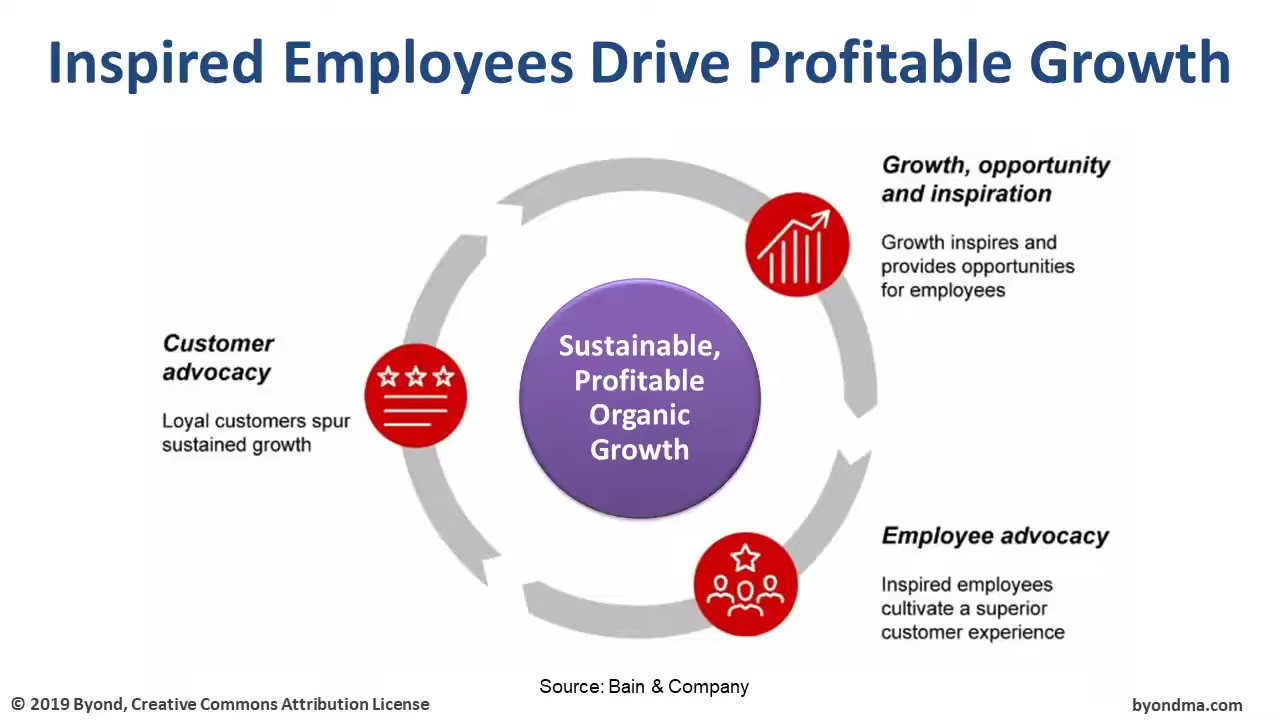 Inspired Employees Drive Profitable Growth
Growth, opportunity
and inspiration
Growth inspires and
provides opportunities
for employees
Sustainable,
Profitable
Organic
Growth
Customer
advocacy
Loyal customers spur
sustained growth
Employee advocacy
Inspired employees
cultivate a superior
customer experience
Source: Bain & Company
© 2019 Byond, Creative Commons Attribution License
byondma.com